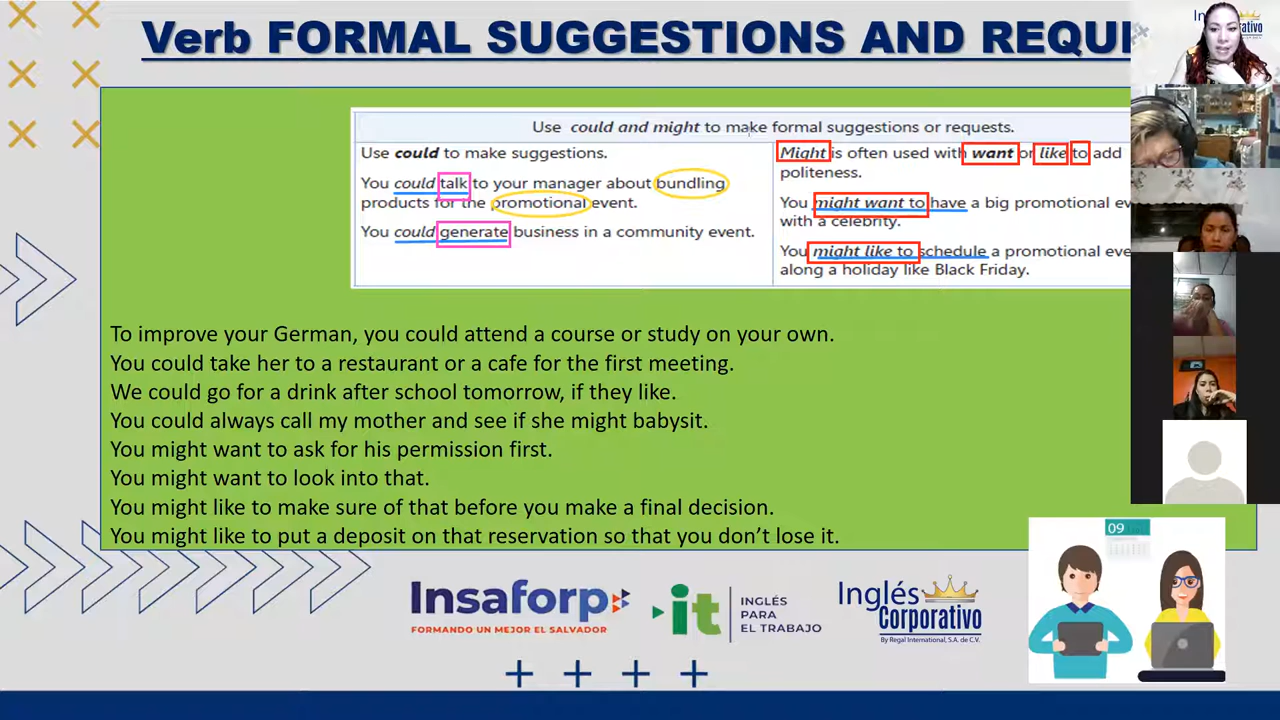 Verb FORMAL SUGGESTIONS AND REQU
Use could and might to make formal suggestions or requests.
Use could to make suggestions.
You could talk to your manager about bundling
products for the promotional event.
You could generate business in a community event.
Might is often used with want or like to add
politeness.
You might want to have a big promotional ev
with a celebrity.
You might like to schedule a promotional eve
along a holiday like Black Friday.
To improve your German, you could attend a course or study on your own.
You could take her to a restaurant or a cafe for the first meeting.
We could go for a drink after school tomorrow, if they like.
You could always call my mother and see if she might babysit.
You might want to ask for his permission first.
You might want to look into that.
You might like to make sure of that before you make a final decision.
You might like to put a deposit on that reservation so that you don’t lose it.
09
Insaforp
FORMANDO UN MEJOR EL SALVADOR
it
INGLÉS
PARA
EL TRABAJO
Inglés
Corporativo
By Regal International, S.A. de C.V.